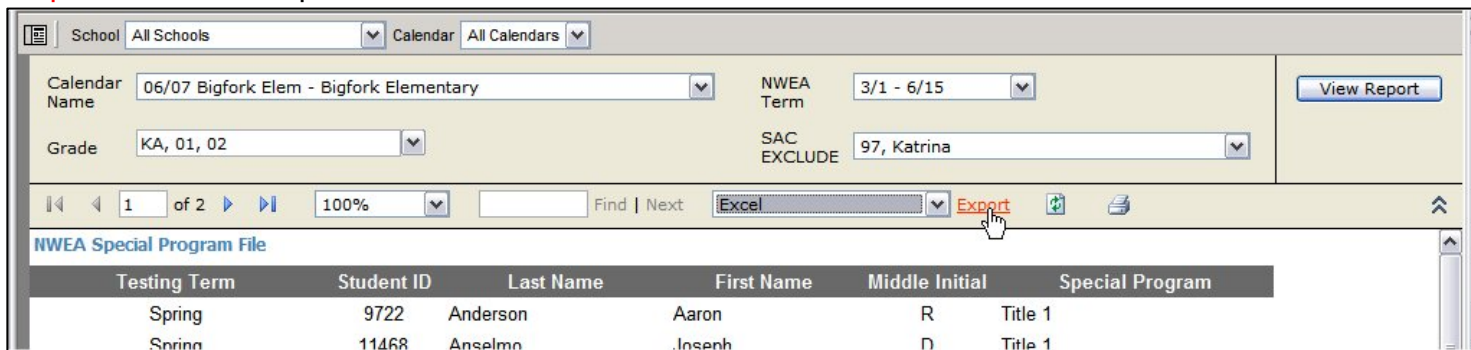 School All Schools Calendar All Calendars
Calendar Name 06/07 Bigfork Elem - Bigfork Elementary NWEA Term 3/1 - 6/15 View Report
Grade KA, 01, 02 SAC EXCLUDE 97, Katrina
1 of 2 100% Find | Next Excel Export
NWEA Special Program File
Testing Term Student ID Last Name First Name Middle Initial Special Program
Spring 9722 Anderson Aaron R Title 1
Spring 11468 Anselmo Joseph D Title 1